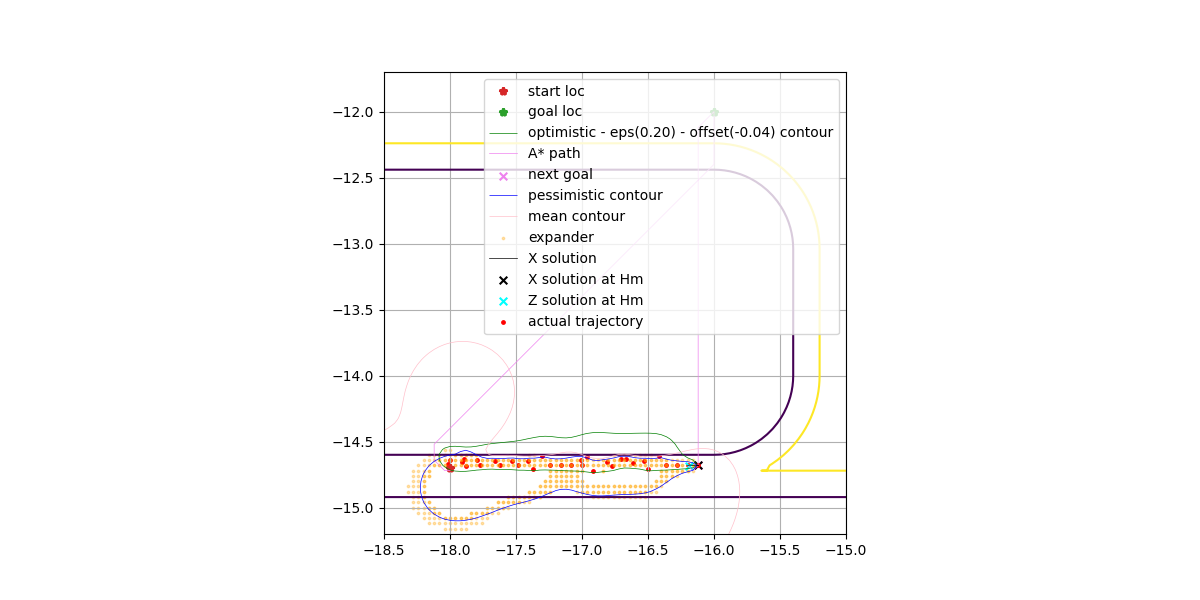 start loc
goal loc
optimistic - eps(0.20) - offset(-0.04) contour
A* path
next goal
pessimistic contour
mean contour
expander
X solution
X solution at Hm
Z solution at Hm
actual trajectory
−12.0
−12.5
−13.0
−13.5
−14.0
−14.5
−15.0
−18.5 −18.0 −17.5 −17.0 −16.5 −16.0 −15.5 −15.0